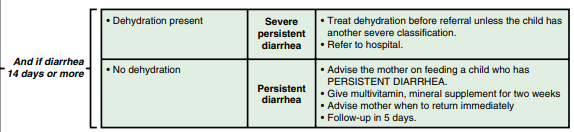 And if diarrhea
14 days or more
• Dehydration present
Severe
persistent
diarrhea
• Treat dehydration before referral unless the child has
another severe classification.
• Refer to hospital.
• No dehydration
Persistent
diarrhea
• Advise the mother on feeding a child who has
PERSISTENT DIARRHEA.
• Give multivitamin, mineral supplement for two weeks
• Advise mother when to return immediately
• Follow-up in 5 days.